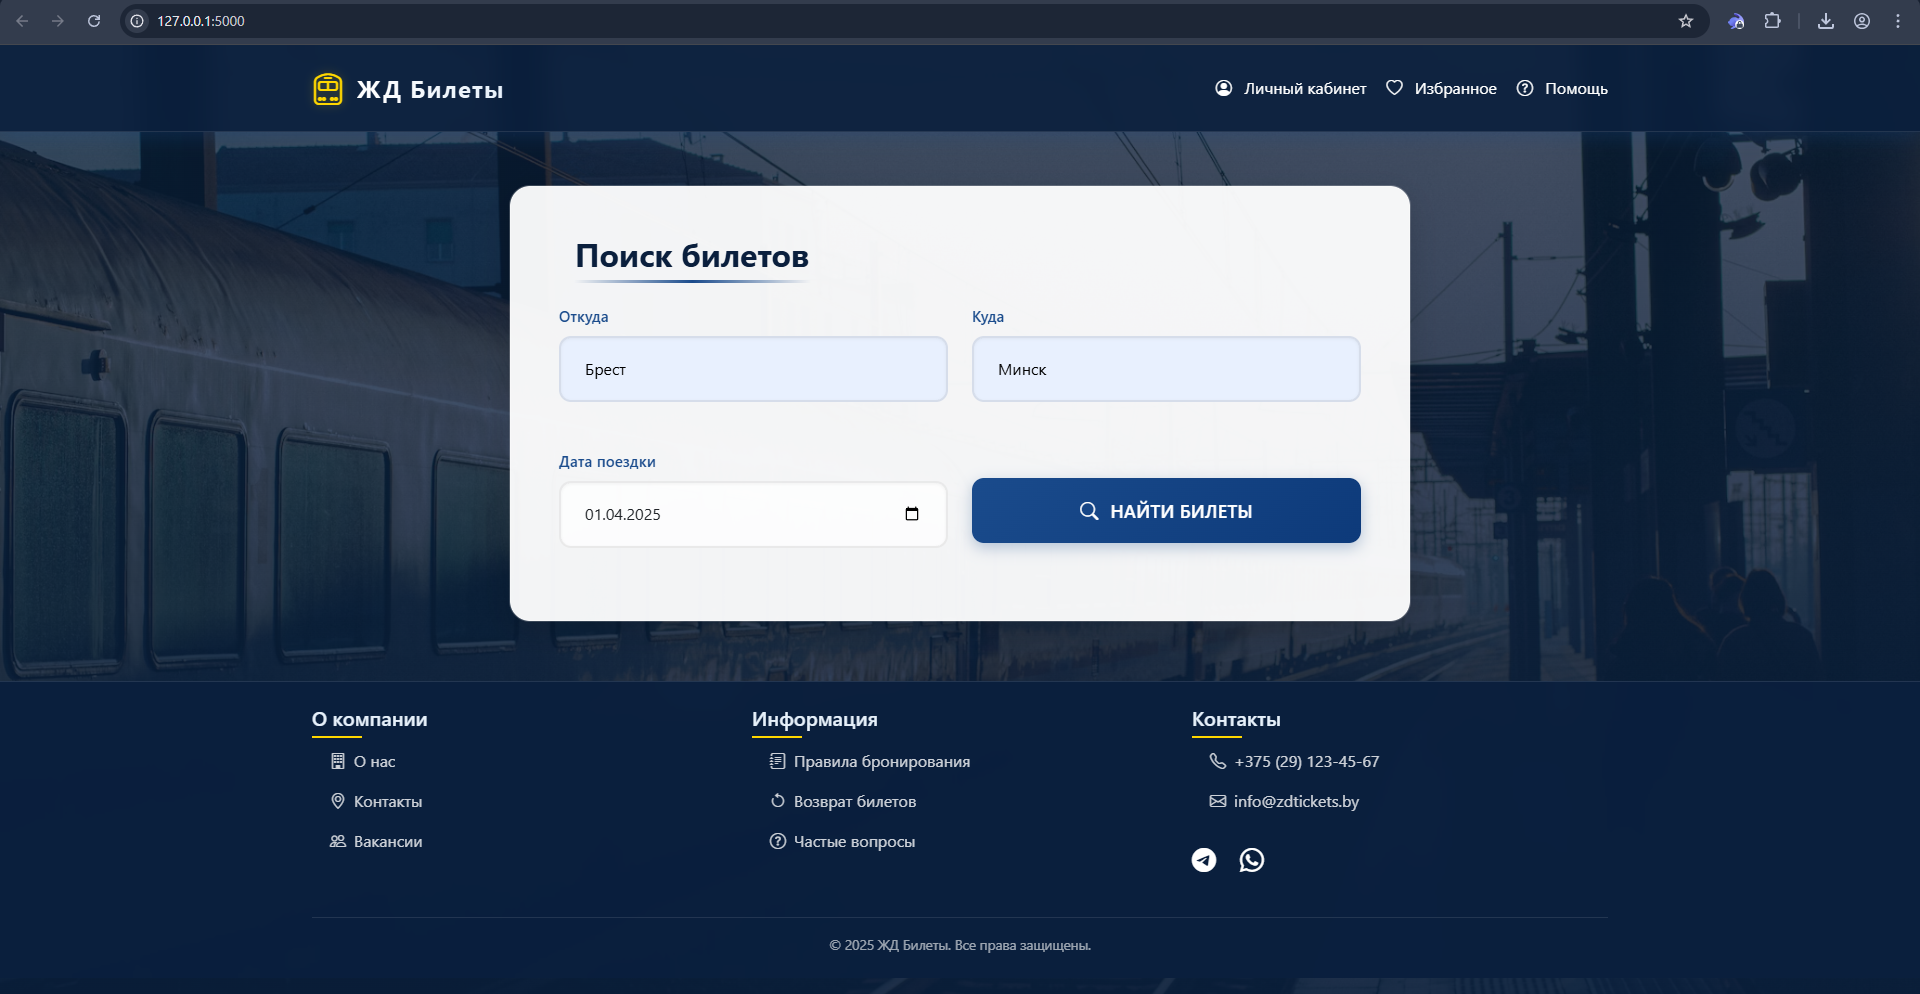 127.0.0.1:5000
ЖД Билеты
Личный кабинет
Избранное
Помощь
Поиск билетов
Откуда
Куда
Брест
Минск
Дата поездки
01.04.2025
НАЙТИ БИЛЕТЫ
О компании
О нас
Контакты
Вакансии
Информация
Правила бронирования
Возврат билетов
Частые вопросы
Контакты
+375 (29) 123-45-67
info@zdtickets.by
© 2025 ЖД Билеты. Все права защищены.